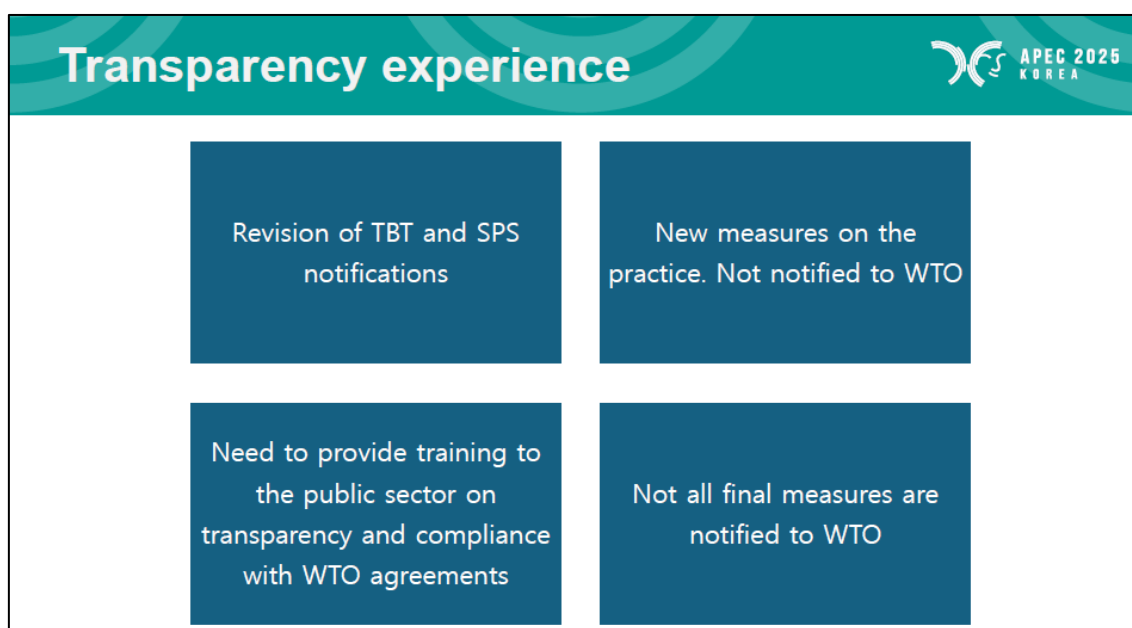 Transparency experience
APEC 2025
KOREA
Revision of TBT and SPS
notifications
New measures on the
practice. Not notified to WTO
Need to provide training to
the public sector on
transparency and compliance
with WTO agreements
Not all final measures are
notified to WTO